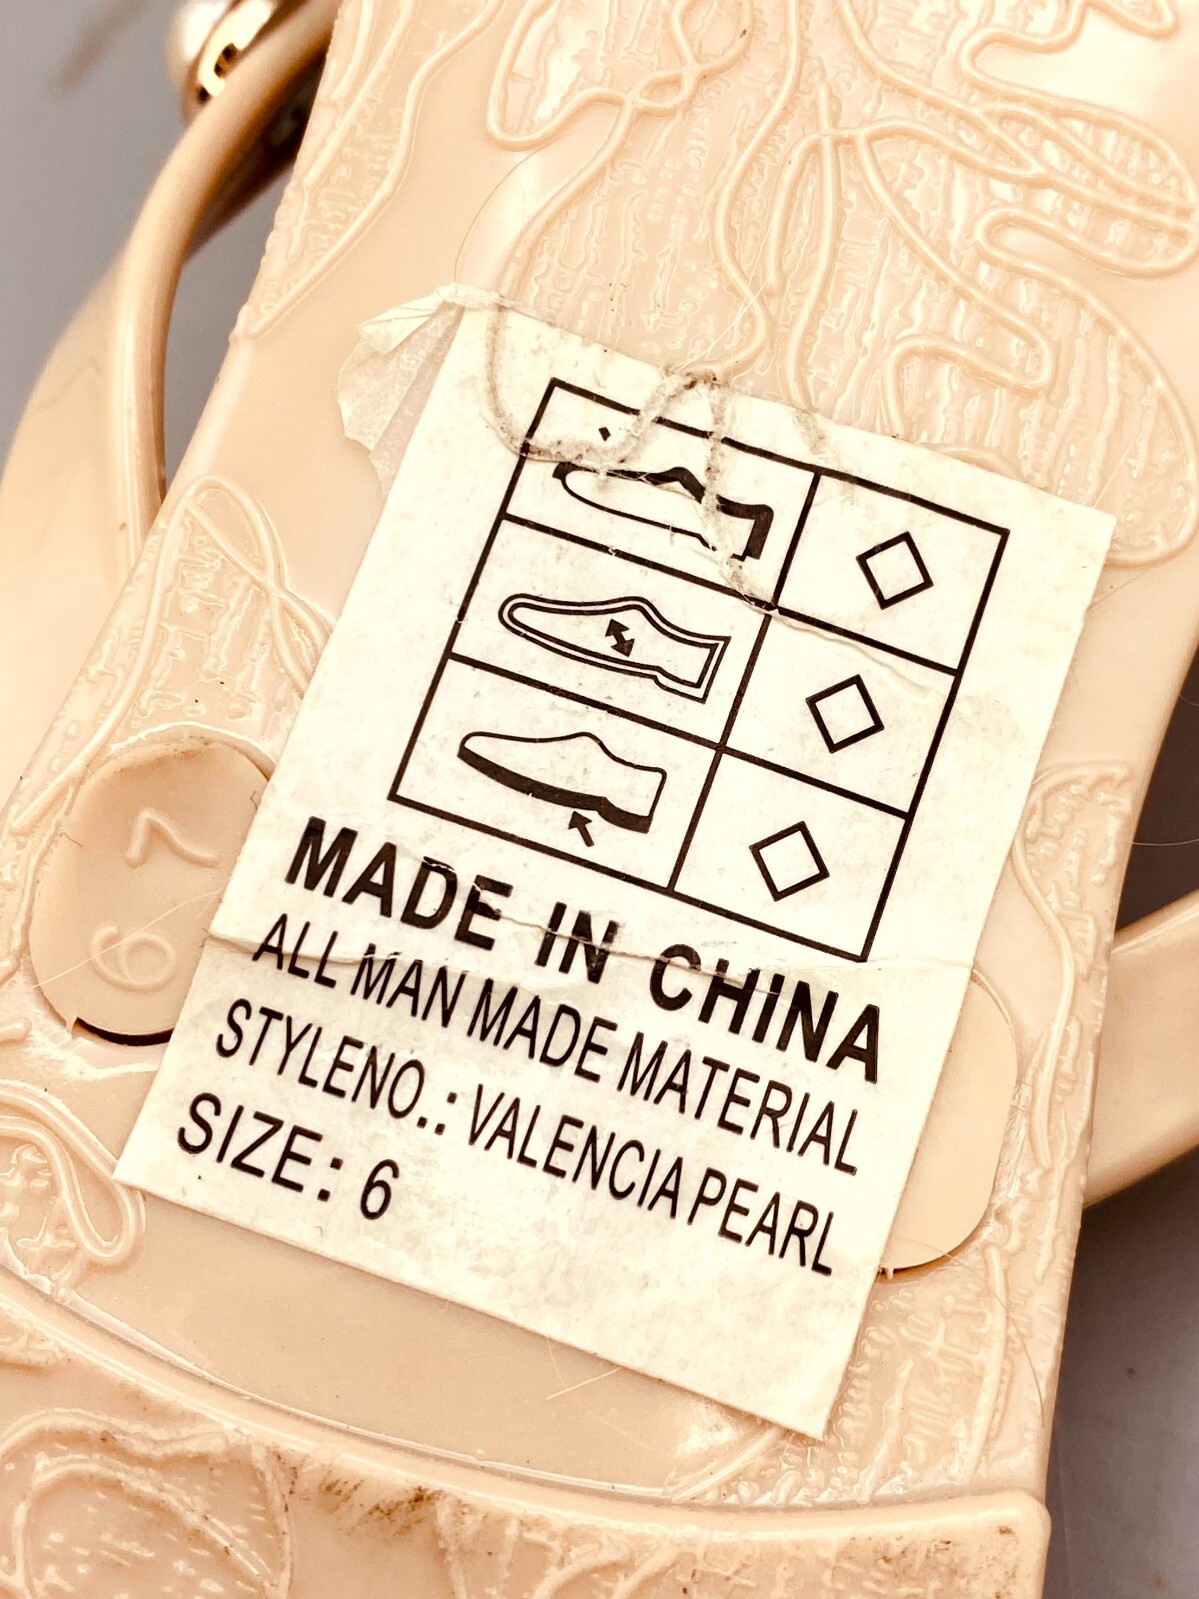 MADE IN CHINA
ALL MAN MADE MATERIAL
STYLENO.: VALENCIA PEARL
SIZE: 6
6 7